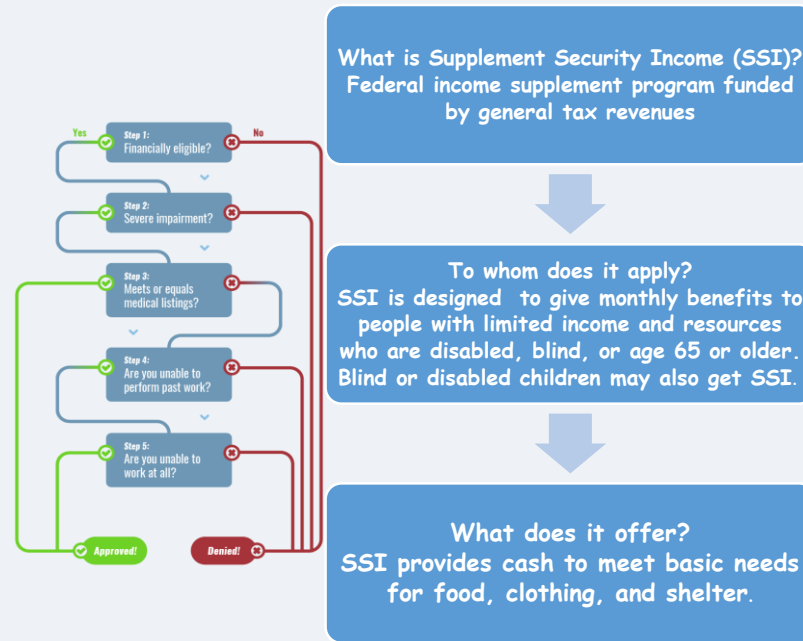 Yes
No
Step 1:
Financially eligible?
Step 2:
Severe impairment?
Step 3:
Meets or equals
medical listings?
Step 4:
Are you unable to
perform past work?
Step 5:
Are you unable to
work at all?
Approved!
Denied!
What is Supplement Security Income (SSI)?
Federal income supplement program funded
by general tax revenues
To whom does it apply?
SSI is designed to give monthly benefits to
people with limited income and resources
who are disabled, blind, or age 65 or older.
Blind or disabled children may also get SSI.
What does it offer?
SSI provides cash to meet basic needs
for food, clothing, and shelter.